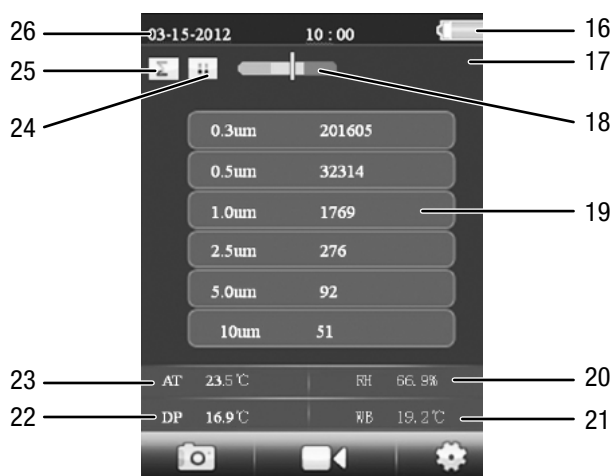 26 03-15-2012 10 : 00 16
25 Σ 17
24 18
0.3um 201605
0.5um 32314
1.0um 1769 19
2.5um 276
5.0um 92
10um 51
23 AT 23.5℃ RH 66.9% 20
22 DP 16.9℃ WB 19.2℃ 21